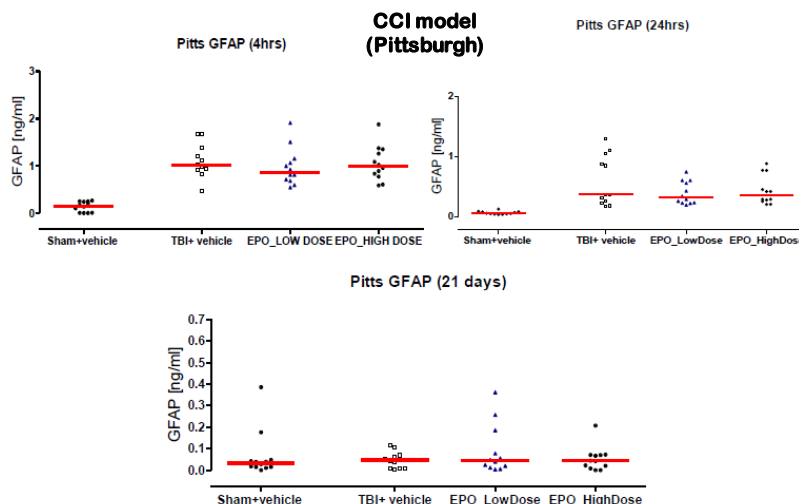 CCI model
(Pittsburgh)
Pitts GFAP (4hrs)
GFAP [ng/ml]
3
2
1
0
Sham+vehicle TBI+ vehicle EPO_LOW DOSE EPO_HIGH DOSE
Pitts GFAP (24hrs)
GFAP [ng/ml]
2
1
0
Sham+vehicle TBI+ vehicle EPO_LowDose EPO_HighDose
Pitts GFAP (21 days)
GFAP [ng/ml]
0.7
0.6
0.5
0.4
0.3
0.2
0.1
0.0
Sham+vehicle TBI+ vehicle EPO_LowDose EPO_HighDose